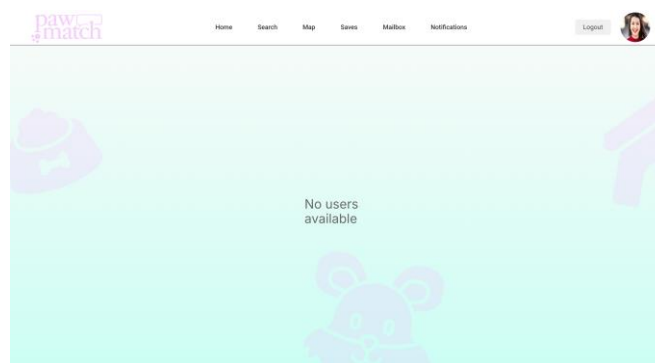 paw
match
Home Search Map Saves Mailbox Notifications Logout
No users
available